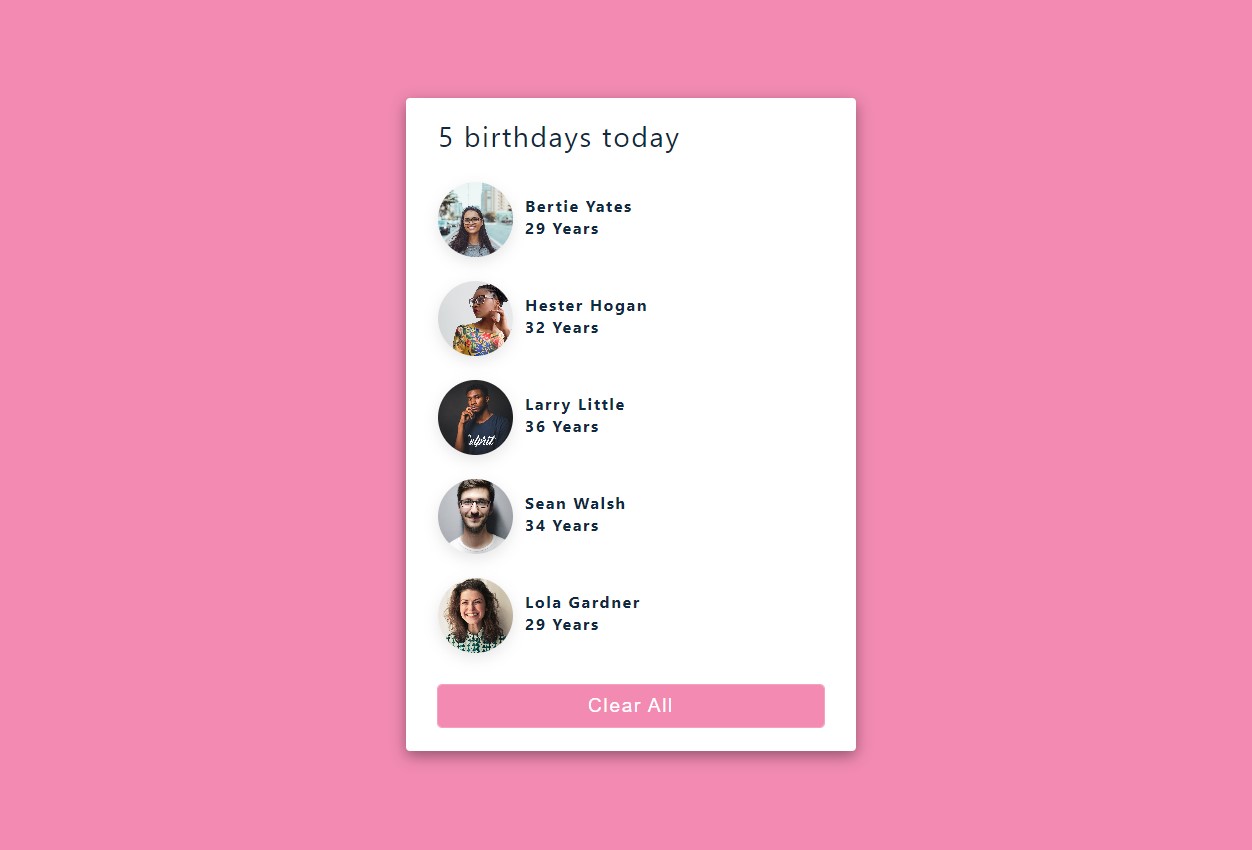 5 birthdays today
Bertie Yates
29 Years
Hester Hogan
32 Years
Larry Little
36 Years
Sean Walsh
34 Years
Lola Gardner
29 Years
Clear All